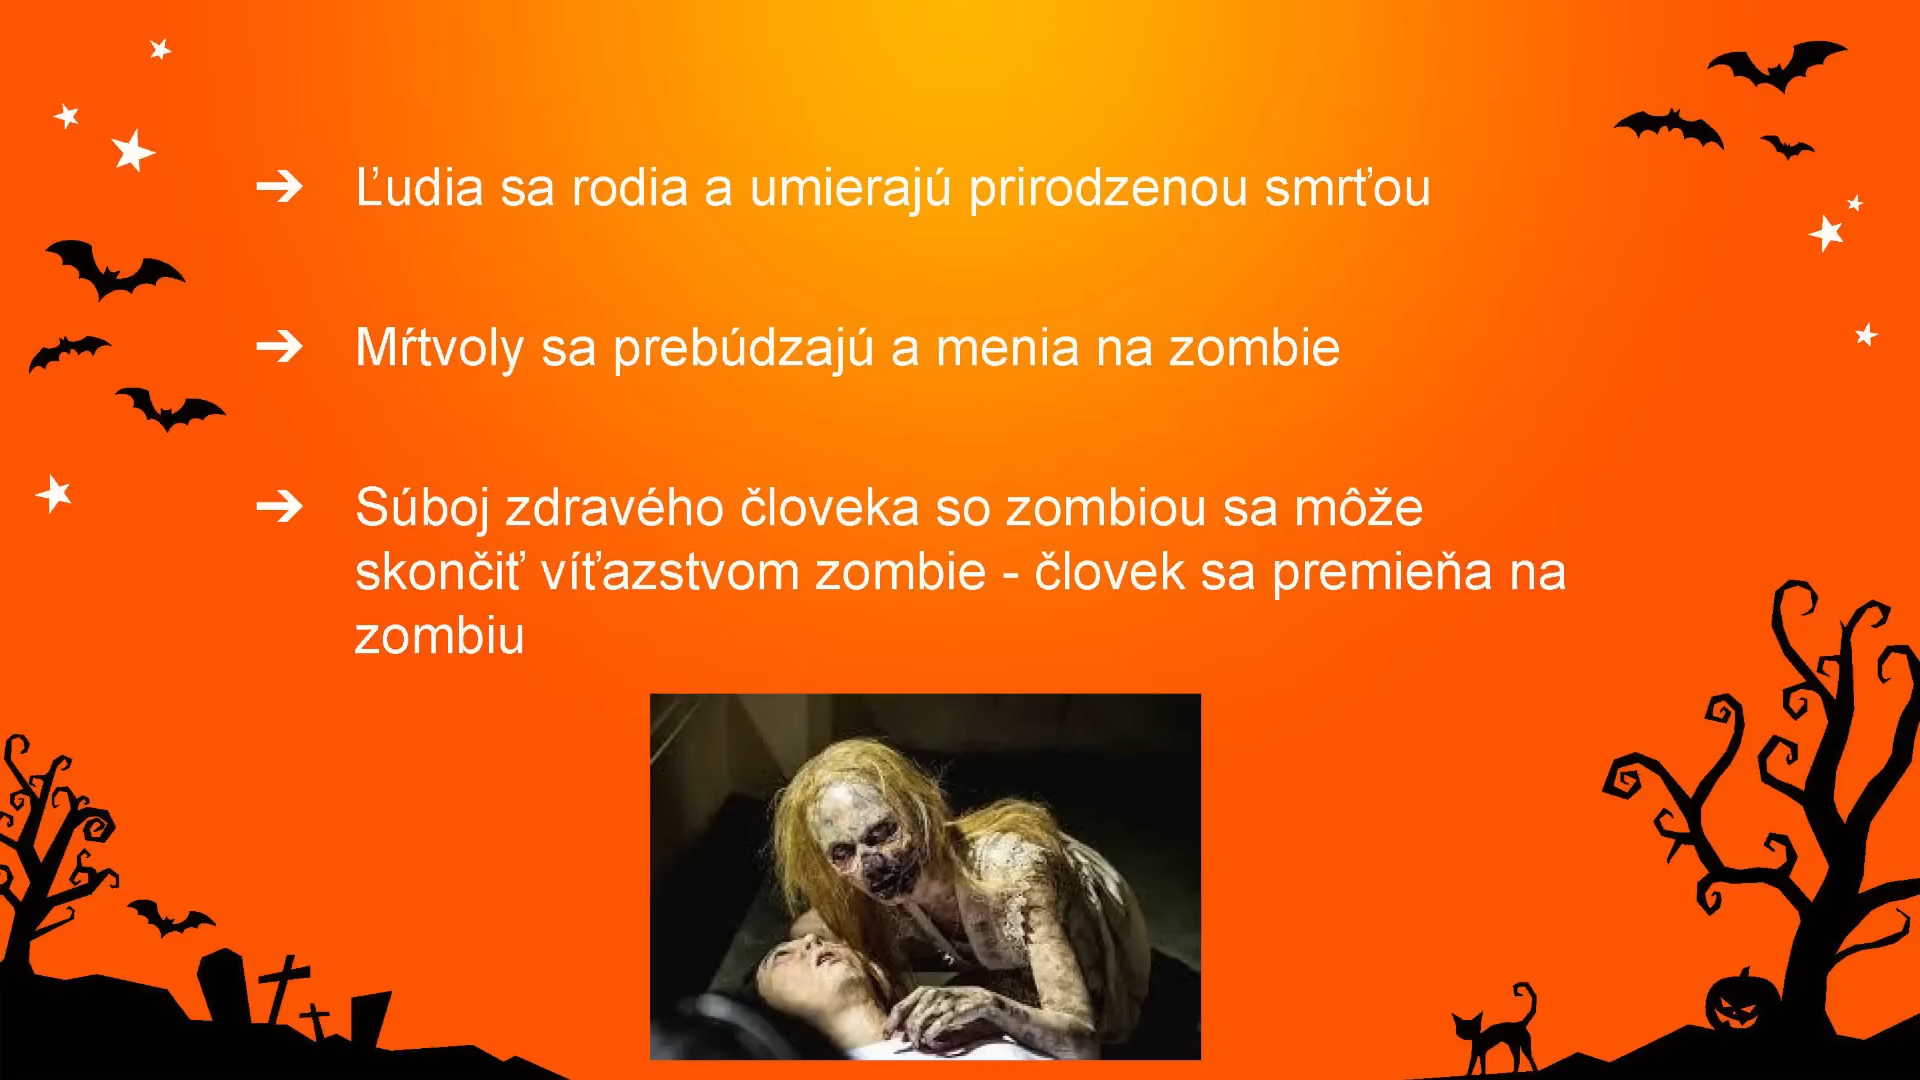 ➔ Ľudia sa rodia a umierajú prirodzenou smrťou
➔ Mŕtvoly sa prebúdzajú a menia na zombie
➔ Súboj zdravého človeka so zombiou sa môže
skončiť víťazstvom zombie - človek sa premieňa na
zombiu